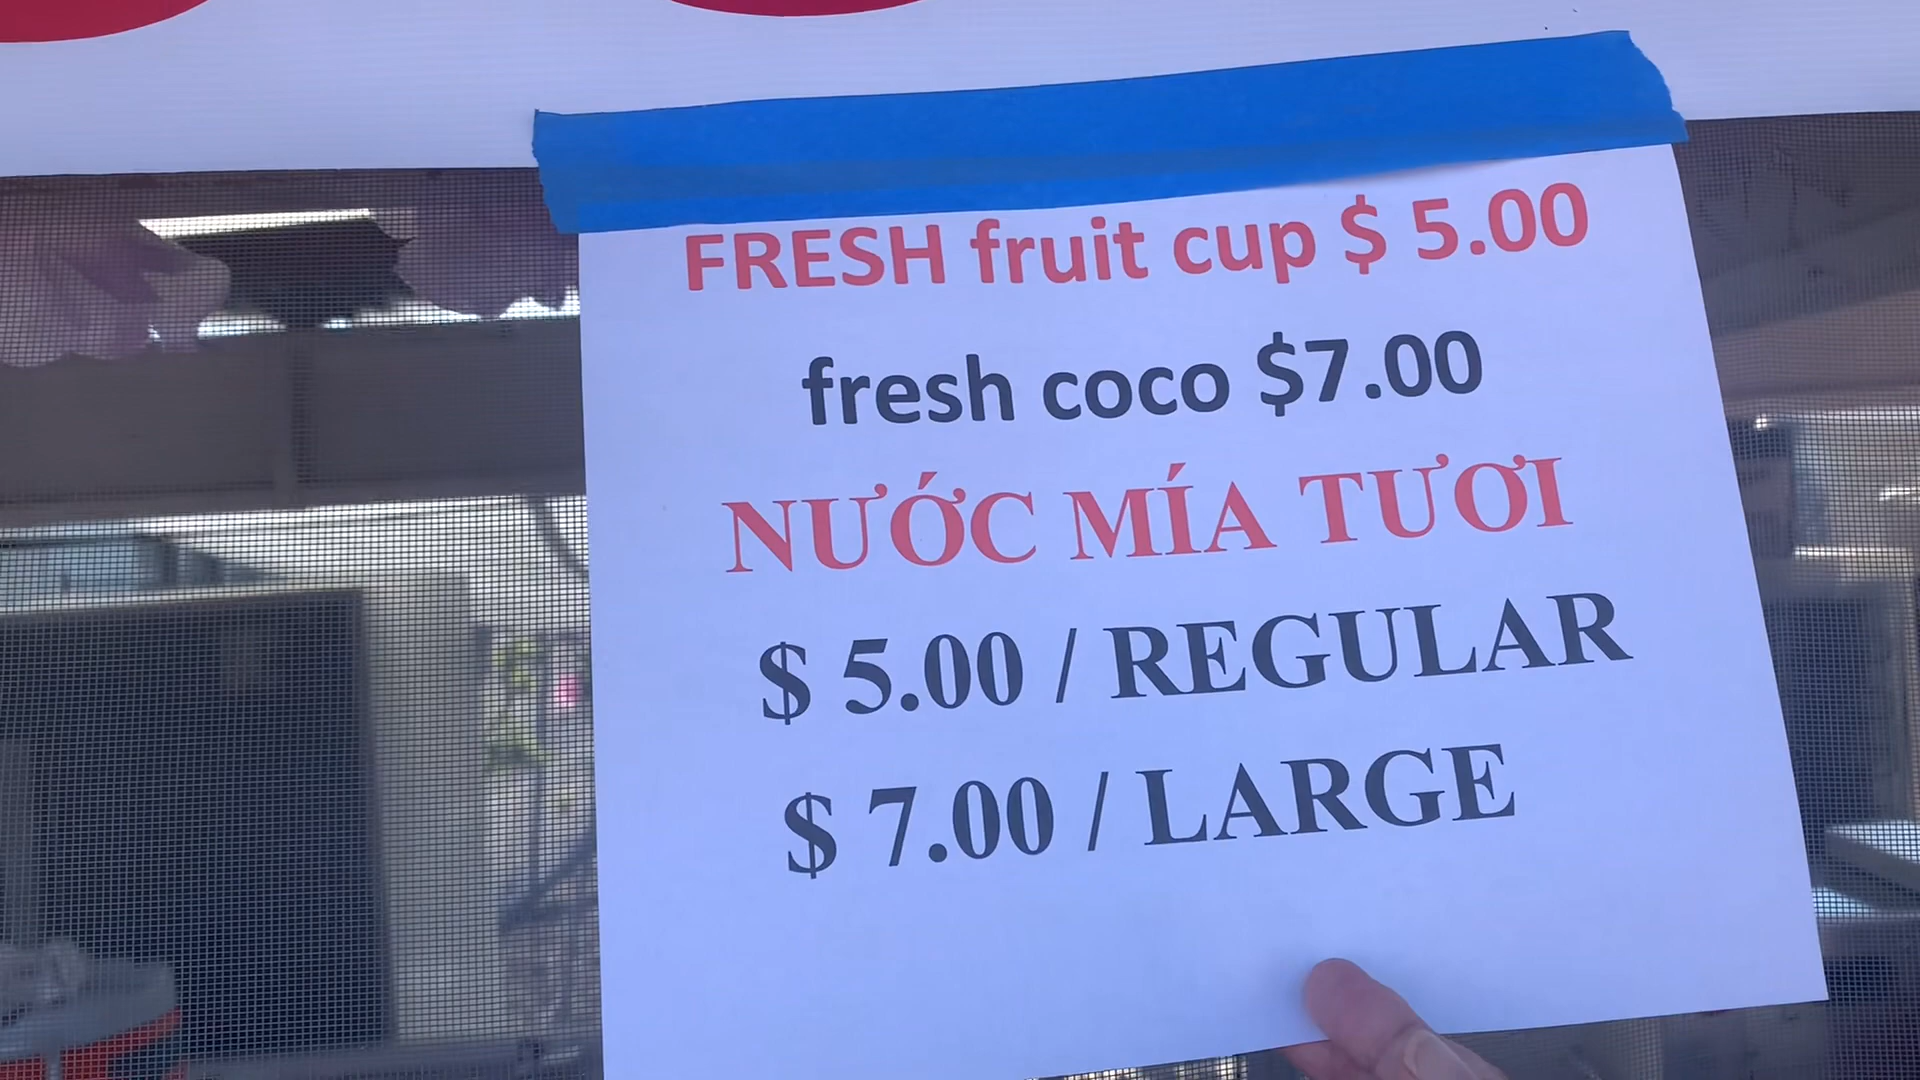 FRESH fruit cup $ 5.00
fresh coco $7.00
NƯỚC MÍA TƯƠI
$ 5.00 / REGULAR
$ 7.00 / LARGE